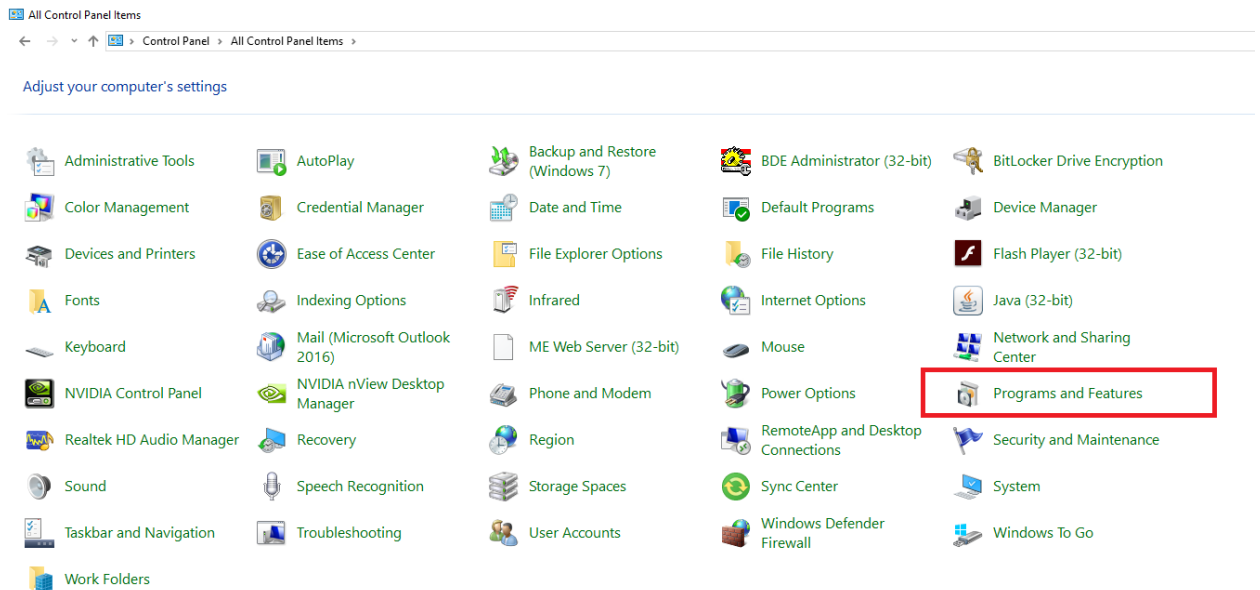 All Control Panel Items
Control Panel > All Control Panel Items >
Adjust your computer's settings
Administrative Tools
AutoPlay
Backup and Restore
(Windows 7)
BDE Administrator (32-bit)
BitLocker Drive Encryption
Color Management
Credential Manager
Date and Time
Default Programs
Device Manager
Devices and Printers
Ease of Access Center
File Explorer Options
File History
Flash Player (32-bit)
Fonts
Indexing Options
Infrared
Internet Options
Java (32-bit)
Keyboard
Mail (Microsoft Outlook
2016)
ME Web Server (32-bit)
Mouse
Network and Sharing
Center
NVIDIA Control Panel
NVIDIA nView Desktop
Manager
Phone and Modem
Power Options
Programs and Features
Realtek HD Audio Manager
Recovery
Region
RemoteApp and Desktop
Connections
Security and Maintenance
Sound
Speech Recognition
Storage Spaces
Sync Center
System
Taskbar and Navigation
Troubleshooting
User Accounts
Windows Defender
Firewall
Windows To Go
Work Folders